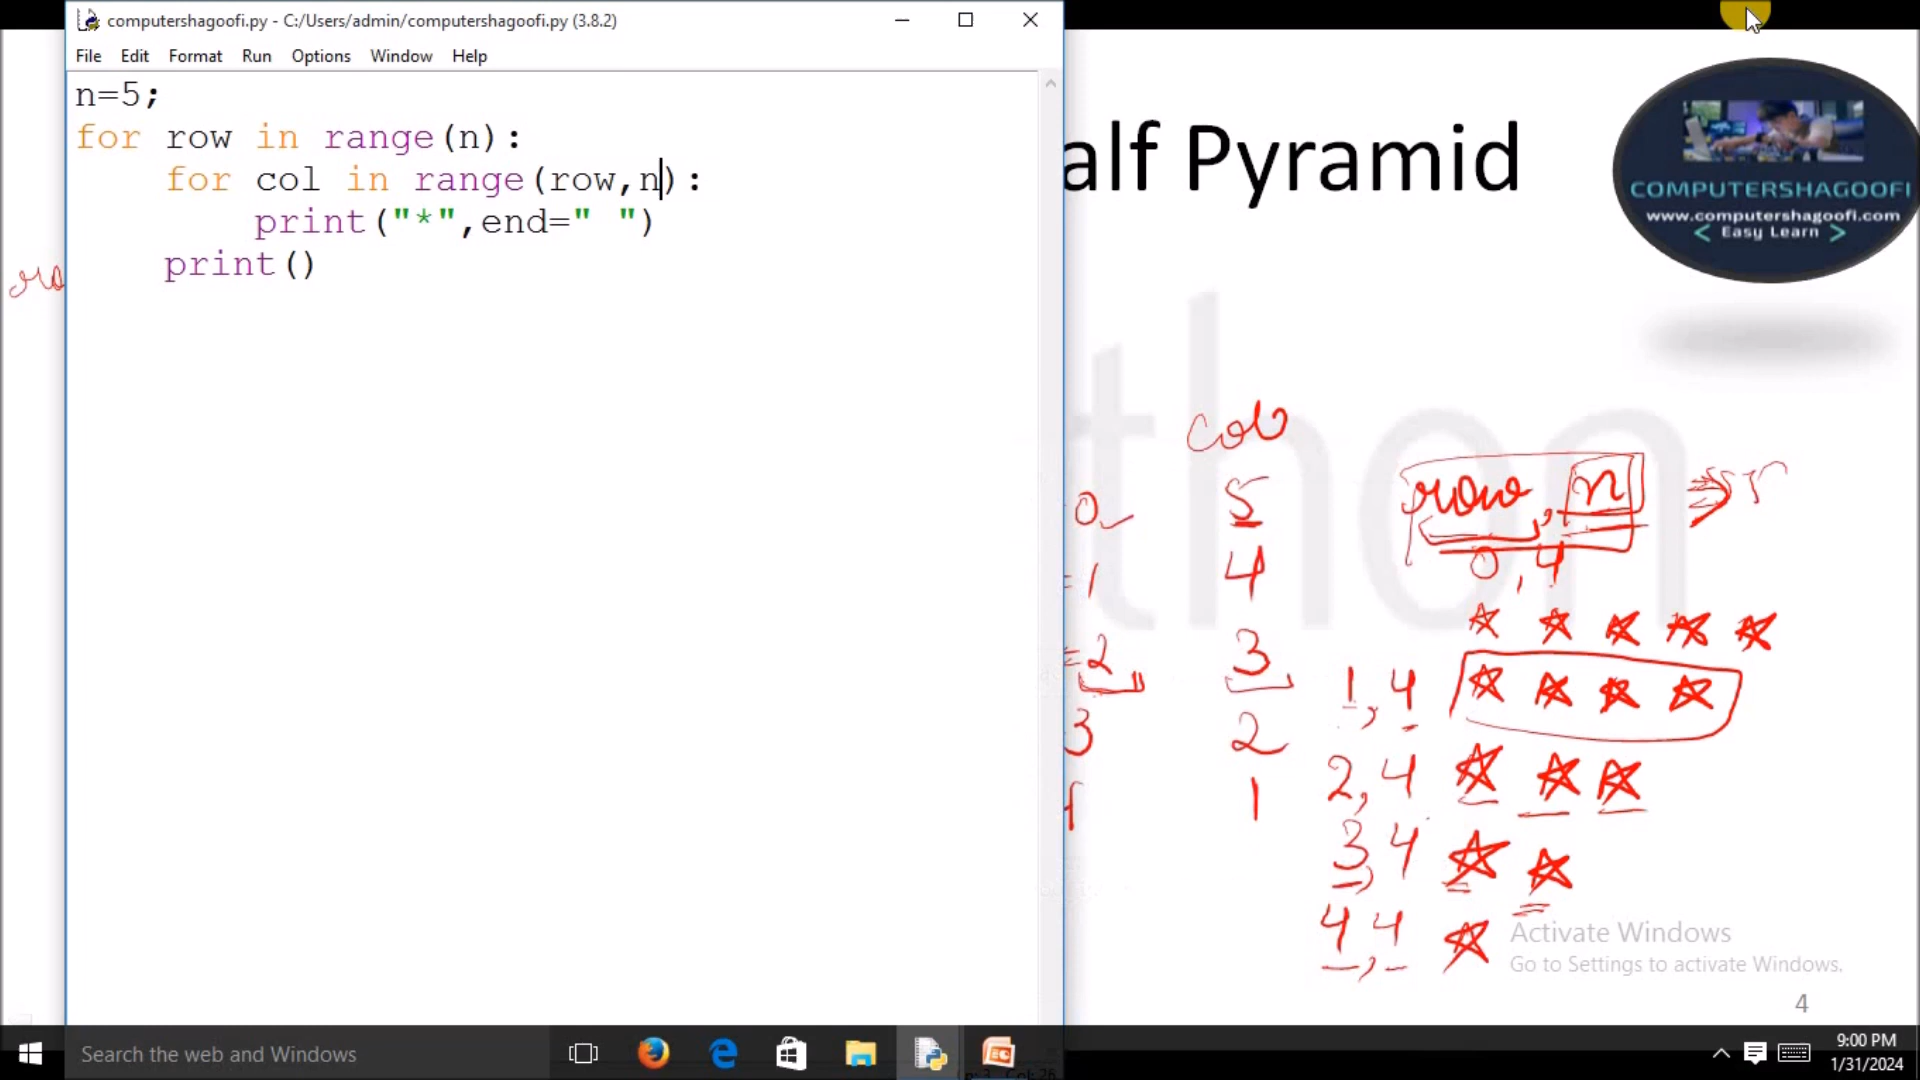 computershagoofi.py - C:/Users/admin/computershagoofi.py (3.8.2)
File Edit Format Run Options Window Help
n=5;
for row in range(n):
    for col in range(row,n):
        print("*",end=" ")
    print()
alf Pyramid
COMPUTERSHAGOOFI
www.computershagoofi.com
< Easy Learn >
thon
ro
Col
0 5
row, n
=1 4
0, 4
=2 3
1, 4
3 2
2, 4
1
3, 4
4, 4
Activate Windows
Go to Settings to activate Windows.
4
Search the web and Windows
9:00 PM
1/31/2024